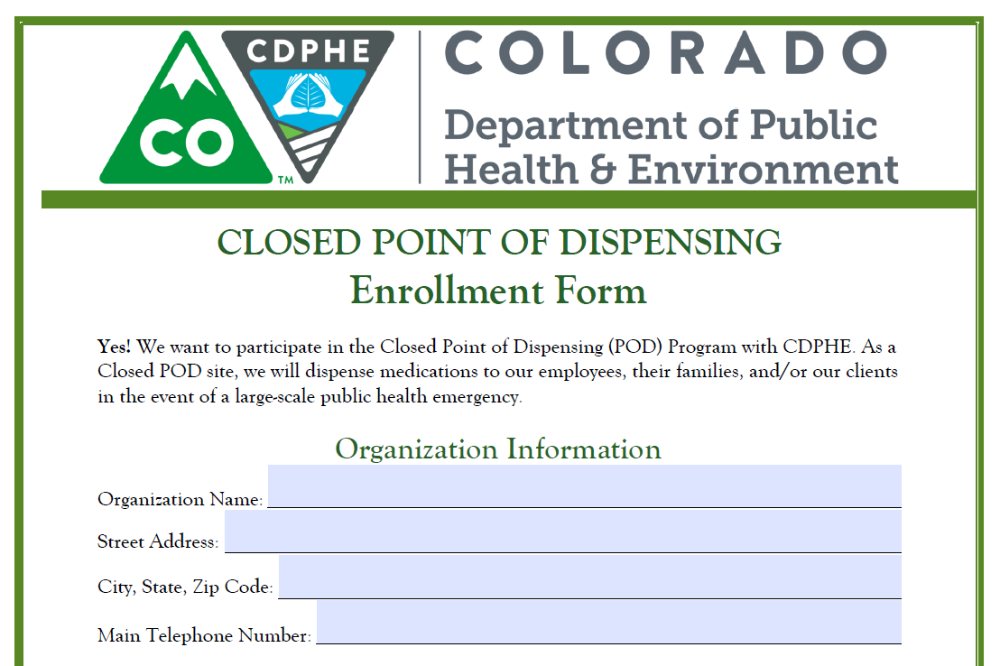 CDPHE
CO
TM
COLORADO
Department of Public
Health & Environment
CLOSED POINT OF DISPENSING
Enrollment Form
Yes! We want to participate in the Closed Point of Dispensing (POD) Program with CDPHE. As a
Closed POD site, we will dispense medications to our employees, their families, and/or our clients
in the event of a large-scale public health emergency.
Organization Information
Organization Name:
Street Address:
City, State, Zip Code:
Main Telephone Number: